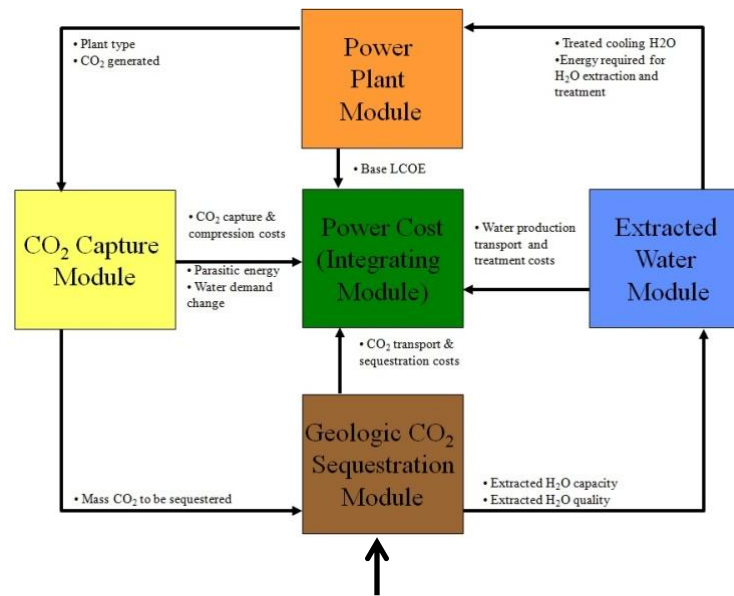 • Plant type
• CO₂ generated
Power
Plant
Module
• Treated cooling H2O
•Energy required for
H₂O extraction and
treatment
• Base LCOE
CO₂ Capture
Module
• CO₂ capture &
compression costs
• Parasitic energy
• Water demand
change
Power Cost
(Integrating
Module)
• Water production
transport and
treatment costs
Extracted
Water
Module
• CO₂ transport &
sequestration costs
Geologic CO₂
Sequestration
Module
• Mass CO₂ to be sequestered
• Extracted H₂O capacity
• Extracted H₂O quality